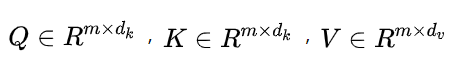 Q ∈ R^{m×d_k} , K ∈ R^{m×d_k} , V ∈ R^{m×d_v}